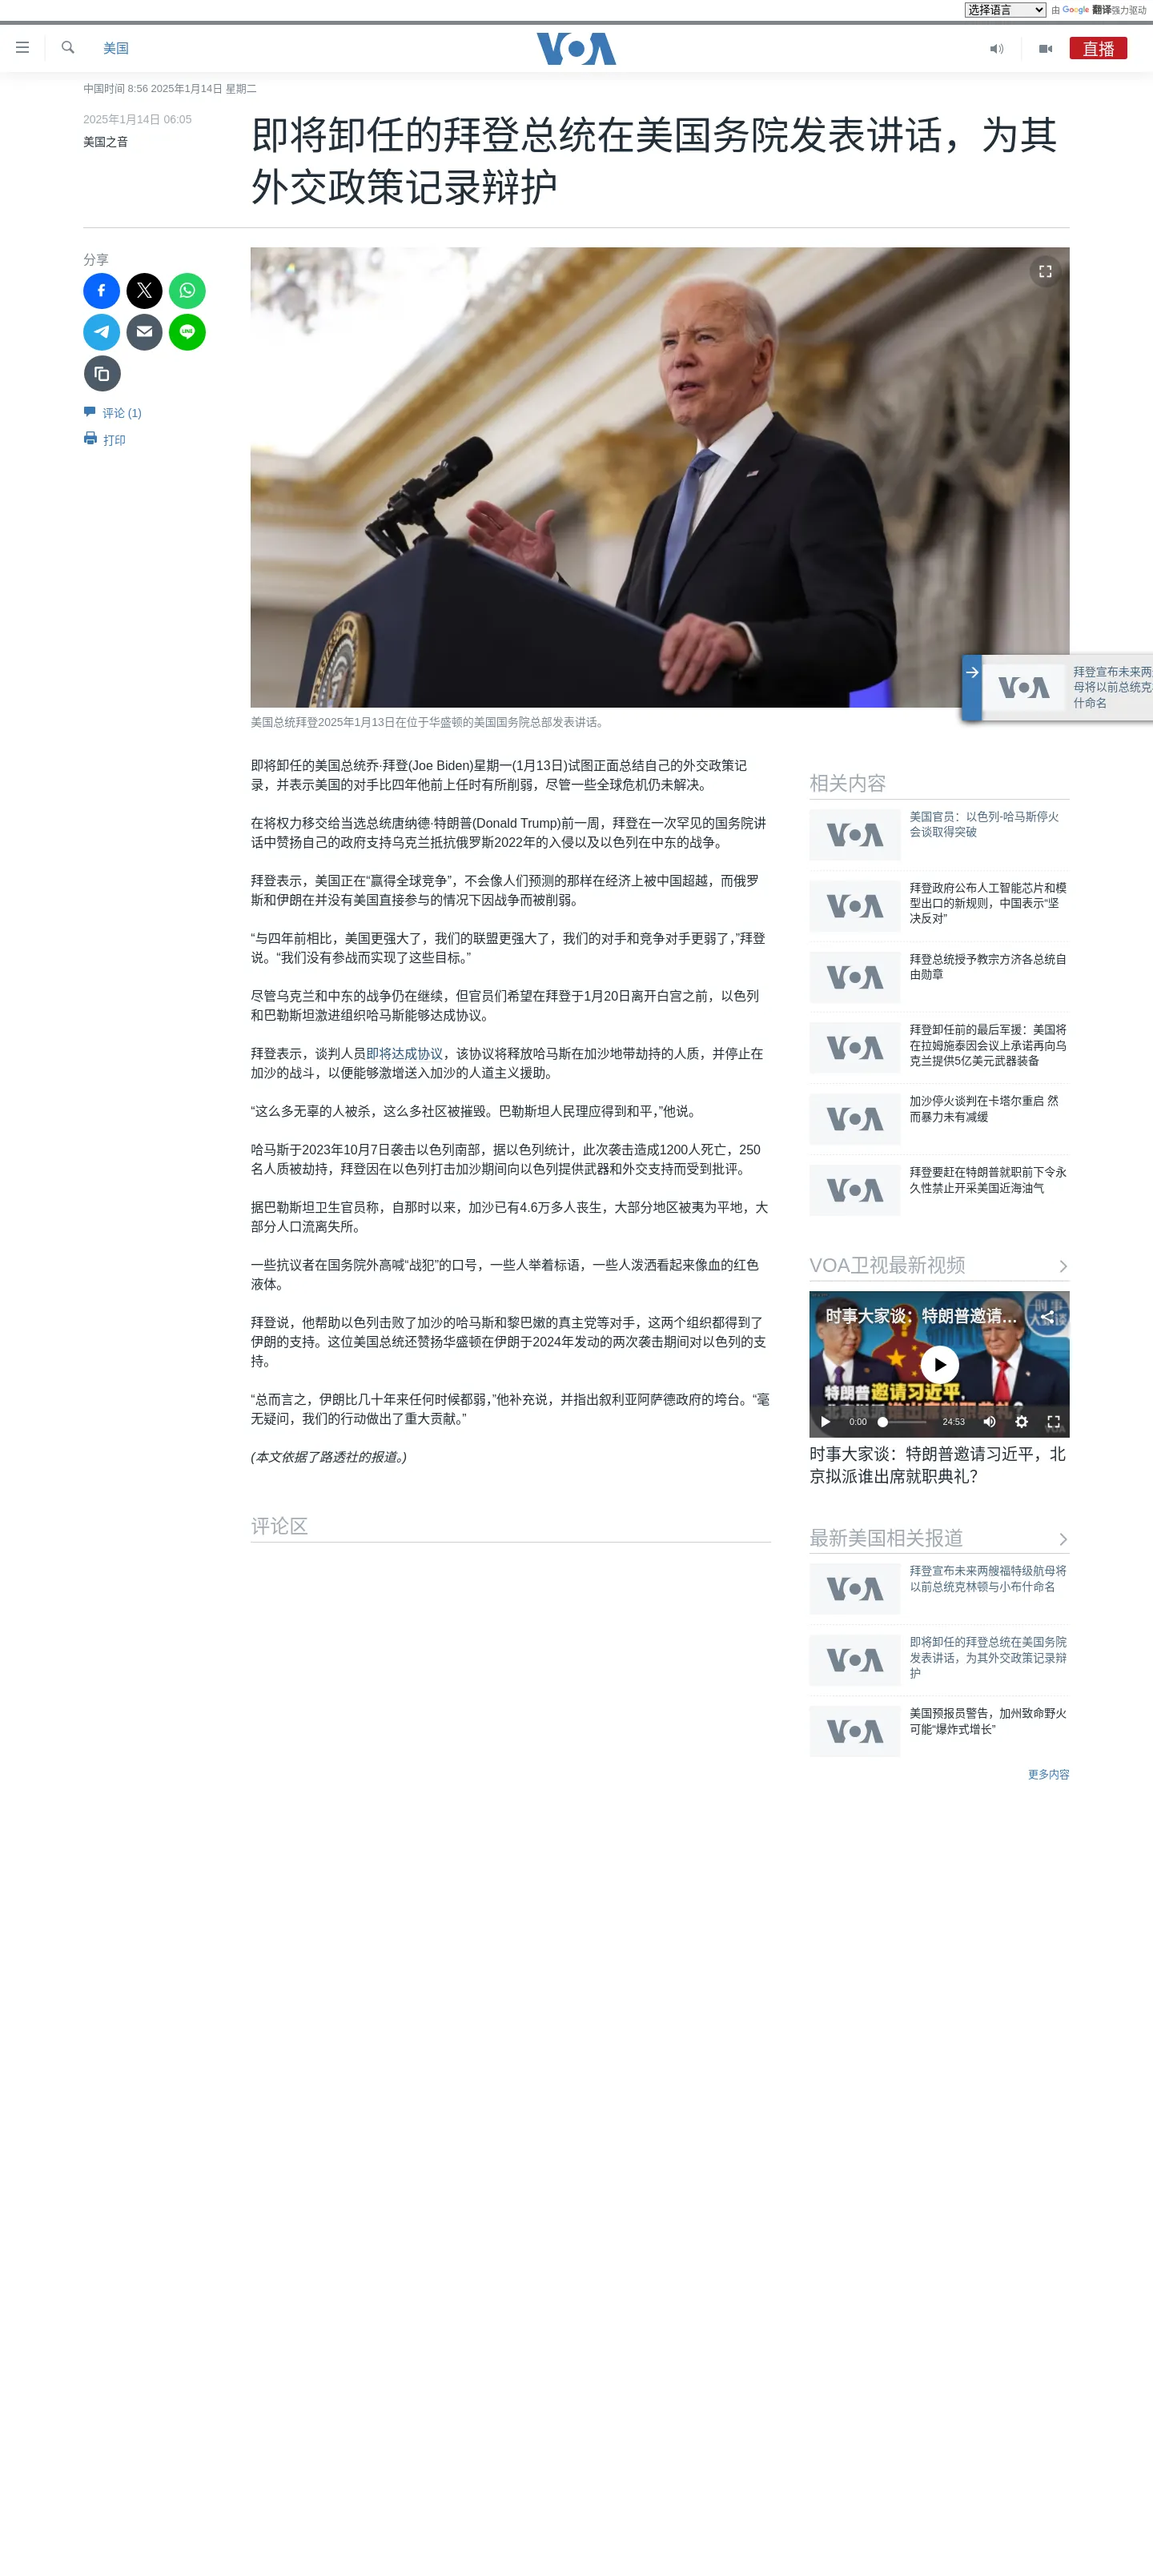 选择语言
由 Google 翻译强力驱动
美国
VOA
直播
中国时间 8:56 2025年1月14日 星期二
2025年1月14日 06:05
美国之音
即将卸任的拜登总统在美国务院发表讲话，为其
外交政策记录辩护
分享
LINE
评论 (1)
打印
美国总统拜登2025年1月13日在位于华盛顿的美国国务院总部发表讲话。
VOA
拜登宣布未来两
母将以前总统克
什命名
即将卸任的美国总统乔·拜登(Joe Biden)星期一(1月13日)试图正面总结自己的外交政策记
录，并表示美国的对手比四年他前上任时有所削弱，尽管一些全球危机仍未解决。
在将权力移交给当选总统唐纳德·特朗普(Donald Trump)前一周，拜登在一次罕见的国务院讲
话中赞扬自己的政府支持乌克兰抵抗俄罗斯2022年的入侵以及以色列在中东的战争。
拜登表示，美国正在“赢得全球竞争”，不会像人们预测的那样在经济上被中国超越，而俄罗
斯和伊朗在并没有美国直接参与的情况下因战争而被削弱。
“与四年前相比，美国更强大了，我们的联盟更强大了，我们的对手和竞争对手更弱了，”拜登
说。“我们没有参战而实现了这些目标。”
尽管乌克兰和中东的战争仍在继续，但官员们希望在拜登于1月20日离开白宫之前，以色列
和巴勒斯坦激进组织哈马斯能够达成协议。
拜登表示，谈判人员即将达成协议，该协议将释放哈马斯在加沙地带劫持的人质，并停止在
加沙的战斗，以便能够激增送入加沙的人道主义援助。
“这么多无辜的人被杀，这么多社区被摧毁。巴勒斯坦人民理应得到和平，”他说。
哈马斯于2023年10月7日袭击以色列南部，据以色列统计，此次袭击造成1200人死亡，250
名人质被劫持，拜登因在以色列打击加沙期间向以色列提供武器和外交支持而受到批评。
据巴勒斯坦卫生官员称，自那时以来，加沙已有4.6万多人丧生，大部分地区被夷为平地，大
部分人口流离失所。
一些抗议者在国务院外高喊“战犯”的口号，一些人举着标语，一些人泼洒看起来像血的红色
液体。
拜登说，他帮助以色列击败了加沙的哈马斯和黎巴嫩的真主党等对手，这两个组织都得到了
伊朗的支持。这位美国总统还赞扬华盛顿在伊朗于2024年发动的两次袭击期间对以色列的支
持。
“总而言之，伊朗比几十年来任何时候都弱，”他补充说，并指出叙利亚阿萨德政府的垮台。“毫
无疑问，我们的行动做出了重大贡献。”
(本文依据了路透社的报道。)
评论区
相关内容
VOA
美国官员：以色列-哈马斯停火
会谈取得突破
VOA
拜登政府公布人工智能芯片和模
型出口的新规则，中国表示“坚
决反对”
VOA
拜登总统授予教宗方济各总统自
由勋章
VOA
拜登卸任前的最后军援：美国将
在拉姆施泰因会议上承诺再向乌
克兰提供5亿美元武器装备
VOA
加沙停火谈判在卡塔尔重启 然
而暴力未有减缓
VOA
拜登要赶在特朗普就职前下令永
久性禁止开采美国近海油气
VOA卫视最新视频
时事大家谈：特朗普邀请...
特朗普邀请习近平，
0:00
24:53
时事大家谈：特朗普邀请习近平，北
京拟派谁出席就职典礼？
最新美国相关报道
VOA
拜登宣布未来两艘福特级航母将
以前总统克林顿与小布什命名
VOA
即将卸任的拜登总统在美国务院
发表讲话，为其外交政策记录辩
护
VOA
美国预报员警告，加州致命野火
可能“爆炸式增长”
更多内容